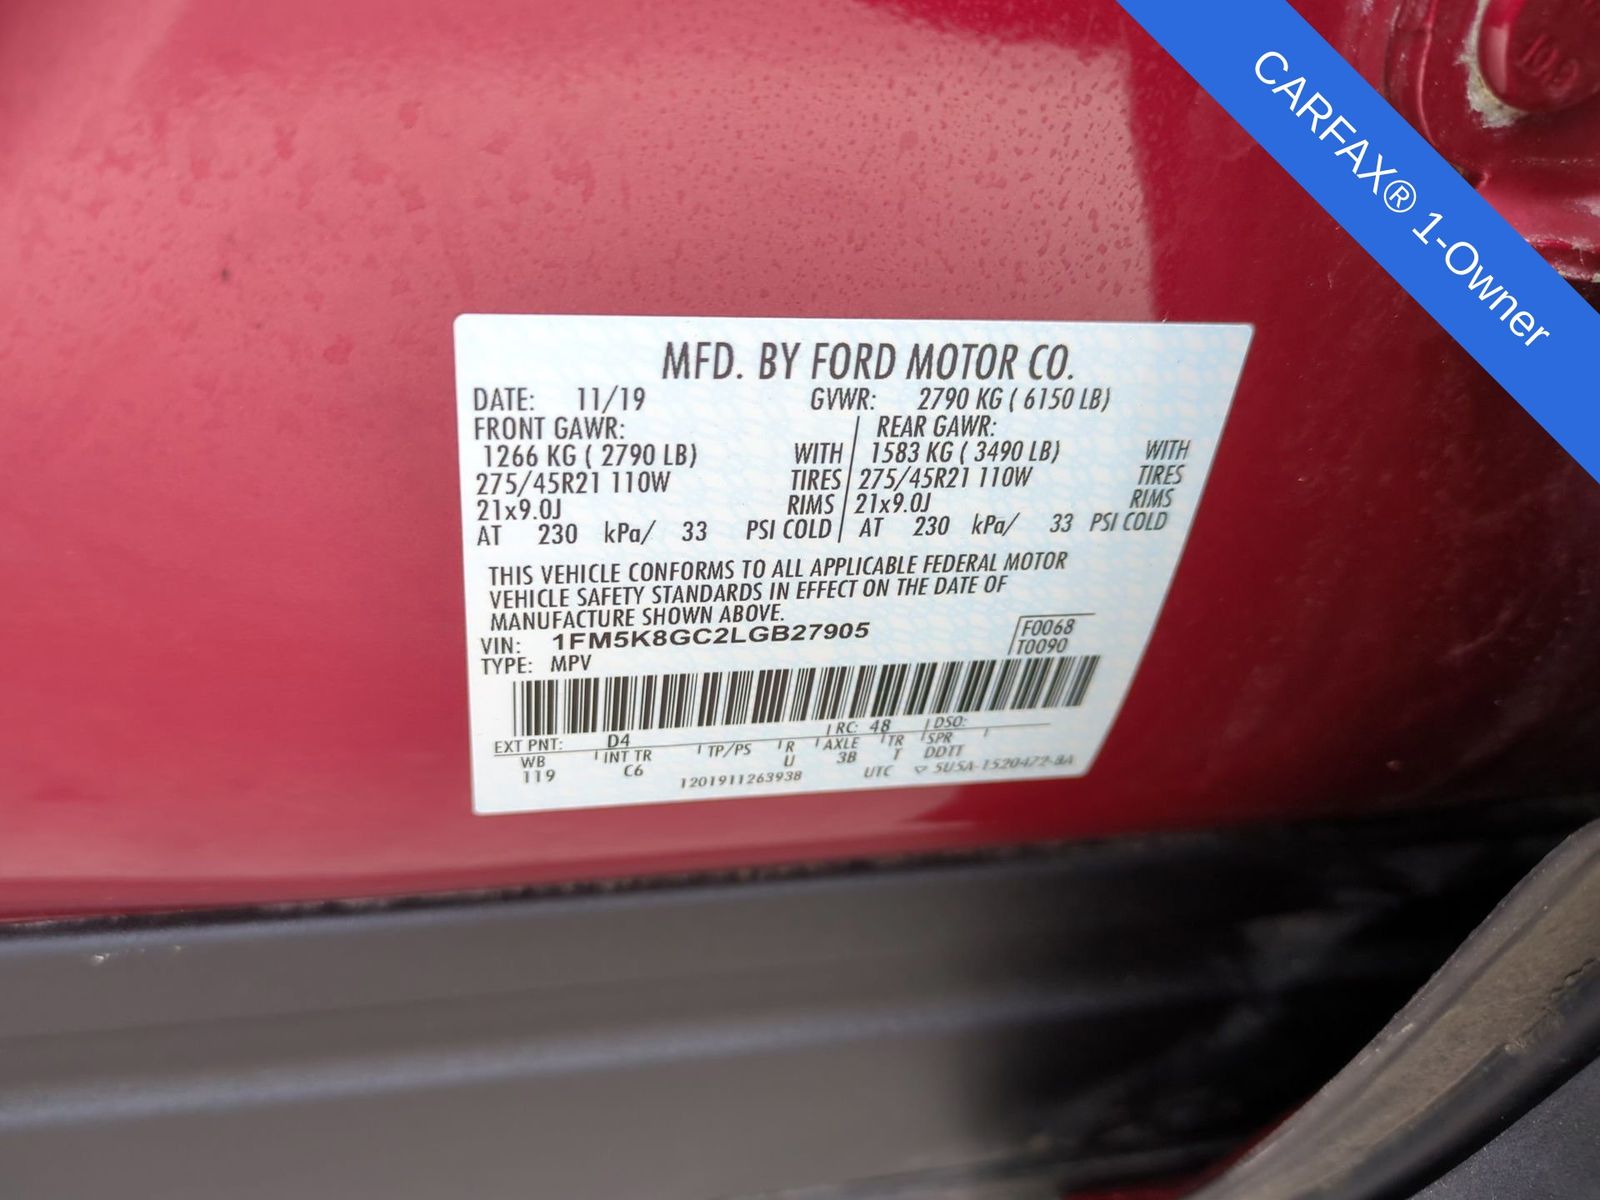 CARFAX® 1-Owner
MFD. BY FORD MOTOR CO.
DATE: 11/19 GVWR: 2790 KG ( 6150 LB)
FRONT GAWR: REAR GAWR:
1266 KG ( 2790 LB) WITH 1583 KG ( 3490 LB) WITH
275/45R21 110W TIRES 275/45R21 110W TIRES
21x9.0J RIMS 21x9.0J RIMS
AT 230 kPa/ 33 PSI COLD AT 230 kPa/ 33 PSI COLD
THIS VEHICLE CONFORMS TO ALL APPLICABLE FEDERAL MOTOR
VEHICLE SAFETY STANDARDS IN EFFECT ON THE DATE OF
MANUFACTURE SHOWN ABOVE.
VIN: 1FM5K8GC2LGB27905 F0068
TYPE: MPV T0090
EXT PNT: D4 RC: 48 DSO:
WB INT TR TP/PS R AXLE TR SPR
119 C6 U 3B T DDTT
1201911263938 UTC ▽ 5U5A-1520472-BA